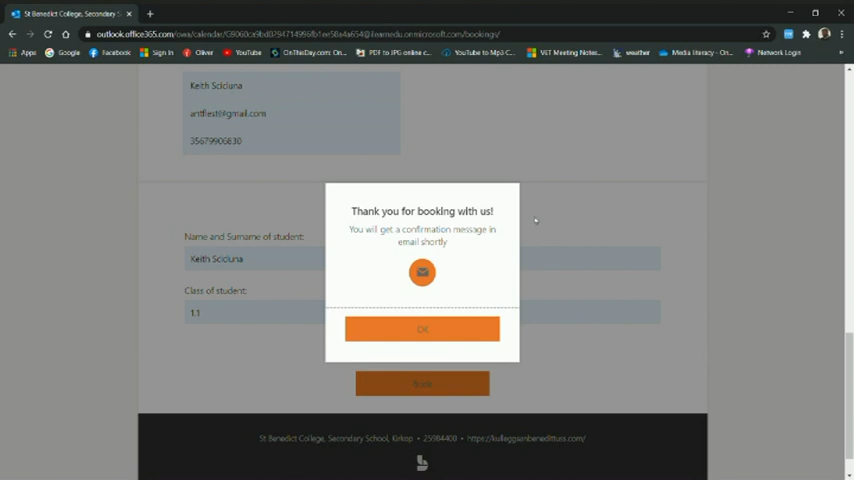 St Benedict College, Secondary S
outlook.office365.com/owa/calendar/
/bookings/
Apps
Google
Facebook
Sign In
Oliver
YouTube
OnThisDay.com: On...
PDF to JPG online c...
YouTube to Mp3 C...
VET Meeting Notes...
weather
Media literacy - On...
Network Login
Keith Scicluna
35679906830
Thank you for booking with us!
You will get a confirmation message in
email shortly
Name and Surname of student:
Keith Scicluna
Class of student:
1.1
OK
Book
St Benedict College, Secondary School, Kirkop • 25984400 • https://kulleggsanbenedittuss.com/